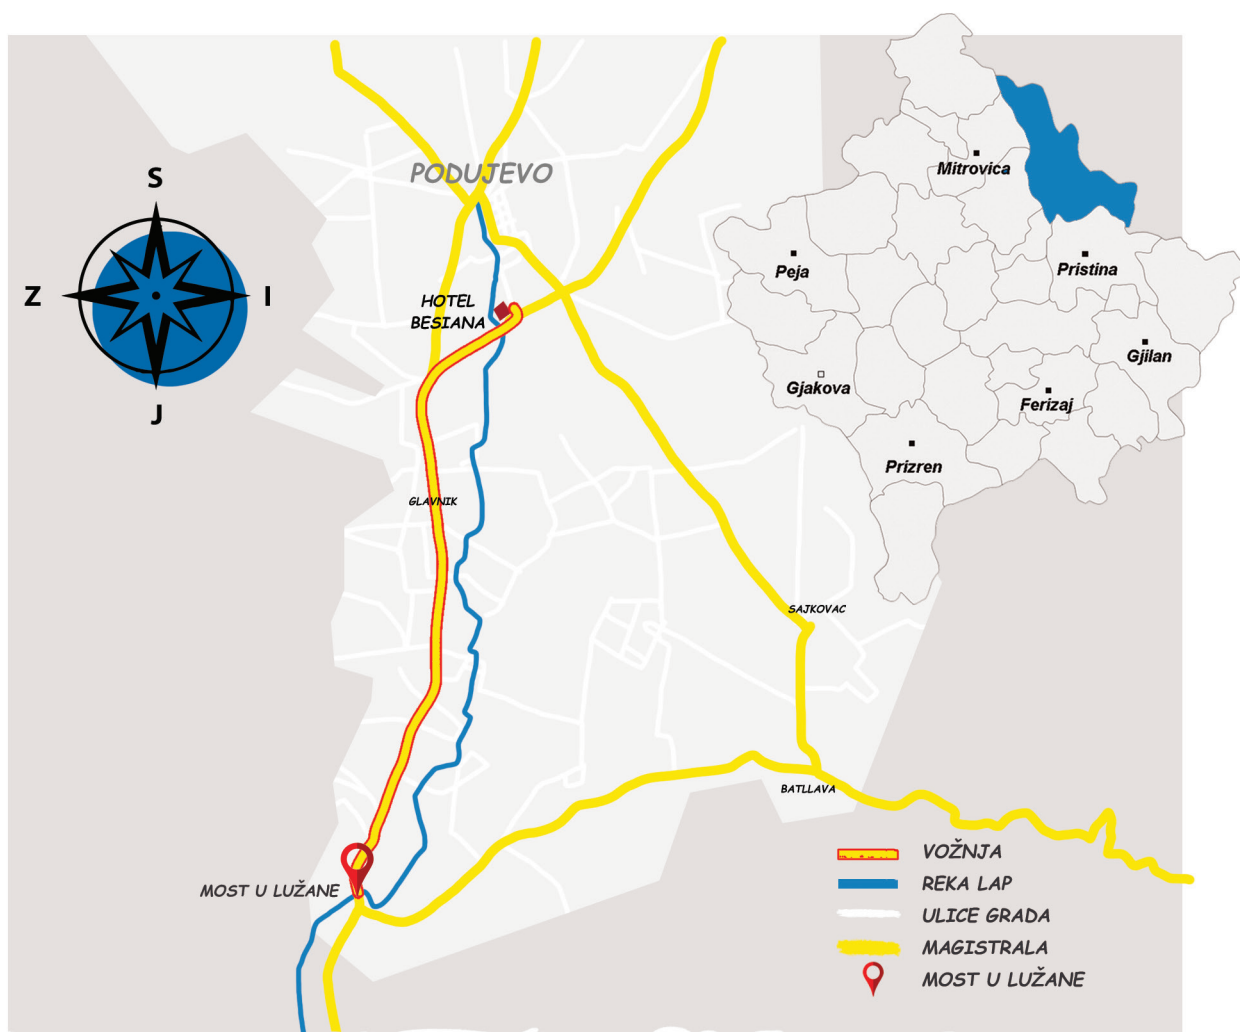 S
Z
I
J
PODUJEVO
HOTEL
BESIANA
GLAVNIK
SAJKOVAC
BATLLAVA
MOST U LUŽANE
Mitrovica
Peja
Pristina
Gjilan
Gjakova
Ferizaj
Prizren
VOŽNJA
REKA LAP
ULICE GRADA
MAGISTRALA
MOST U LUŽANE